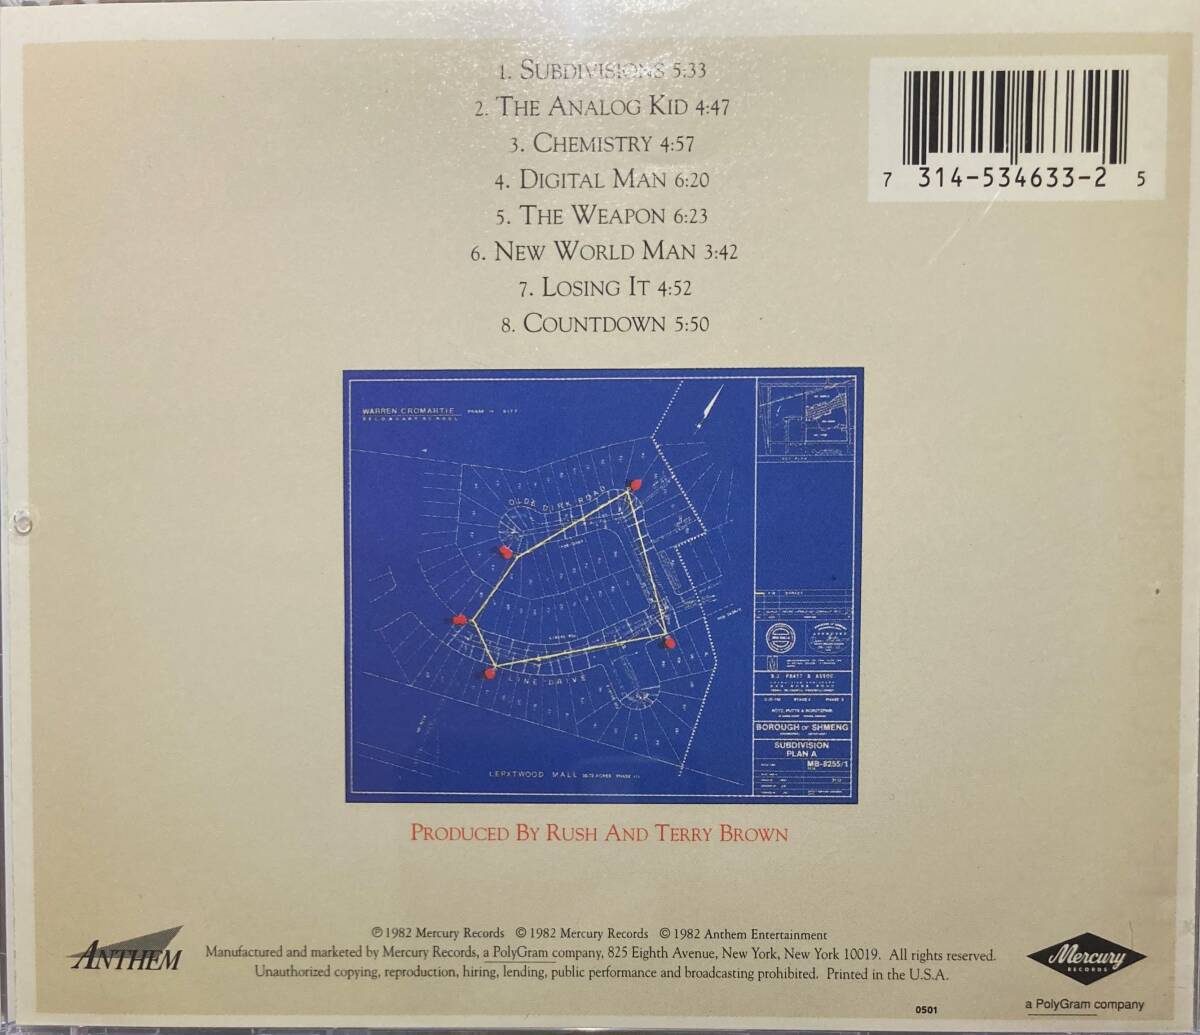 1. SUBDIVISIONS 5:33
2. THE ANALOG KID 4:47
3. CHEMISTRY 4:57
4. DIGITAL MAN 6:20
5. THE WEAPON 6:23
6. NEW WORLD MAN 3:42
7. LOSING IT 4:52
8. COUNTDOWN 5:50
7 314-534633-2 5
WARREN CROMARTIE
SECONDARY SCHOOL
OLDE DIRK ROAD
LINE DRIVE
LERXTWOOD MALL
BOROUGH OF SHMENG
SUBDIVISION
PLAN A
MB-8255/1
PRODUCED BY RUSH AND TERRY BROWN
ANTHEM
℗ 1982 Mercury Records © 1982 Mercury Records © 1982 Anthem Entertainment
Manufactured and marketed by Mercury Records, a PolyGram company, 825 Eighth Avenue, New York, New York 10019. All rights reserved.
Unauthorized copying, reproduction, hiring, lending, public performance and broadcasting prohibited. Printed in the U.S.A.
0501
Mercury
RECORDS
a PolyGram company